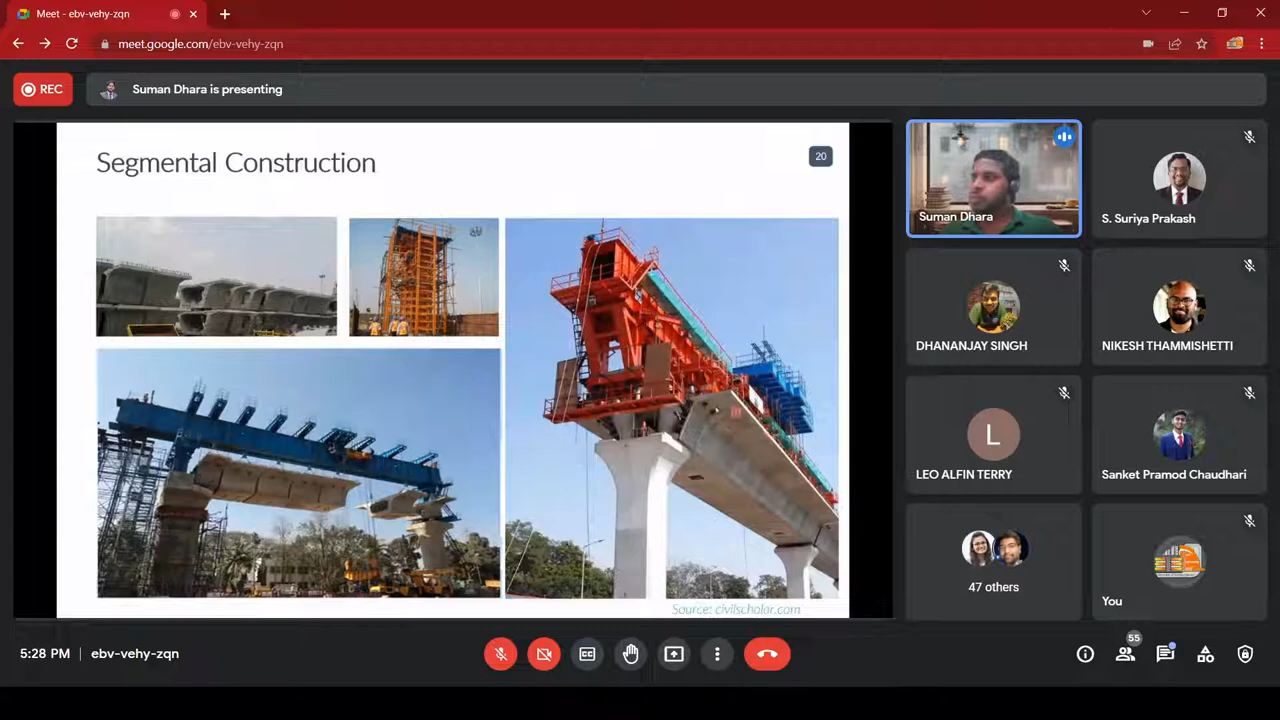 Meet - ebv-vehy-zqn
meet.google.com/ebv-vehy-zqn
REC
Suman Dhara is presenting
Segmental Construction
20
Source: civilscholar.com
Suman Dhara
S. Suriya Prakash
DHANANJAY SINGH
NIKESH THAMMISHETTI
L
LEO ALFIN TERRY
Sanket Pramod Chaudhari
47 others
You
5:28 PM
ebv-vehy-zqn
CC
55